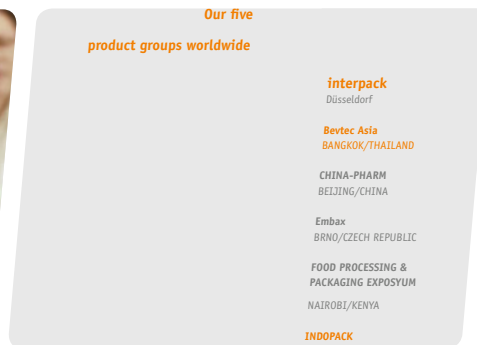 Our five
product groups worldwide
interpack
Düsseldorf
Bevtec Asia
BANGKOK/THAILAND
CHINA-PHARM
BEIJING/CHINA
Embax
BRNO/CZECH REPUBLIC
FOOD PROCESSING &
PACKAGING EXPOSYUM
NAIROBI/KENYA
INDOPACK